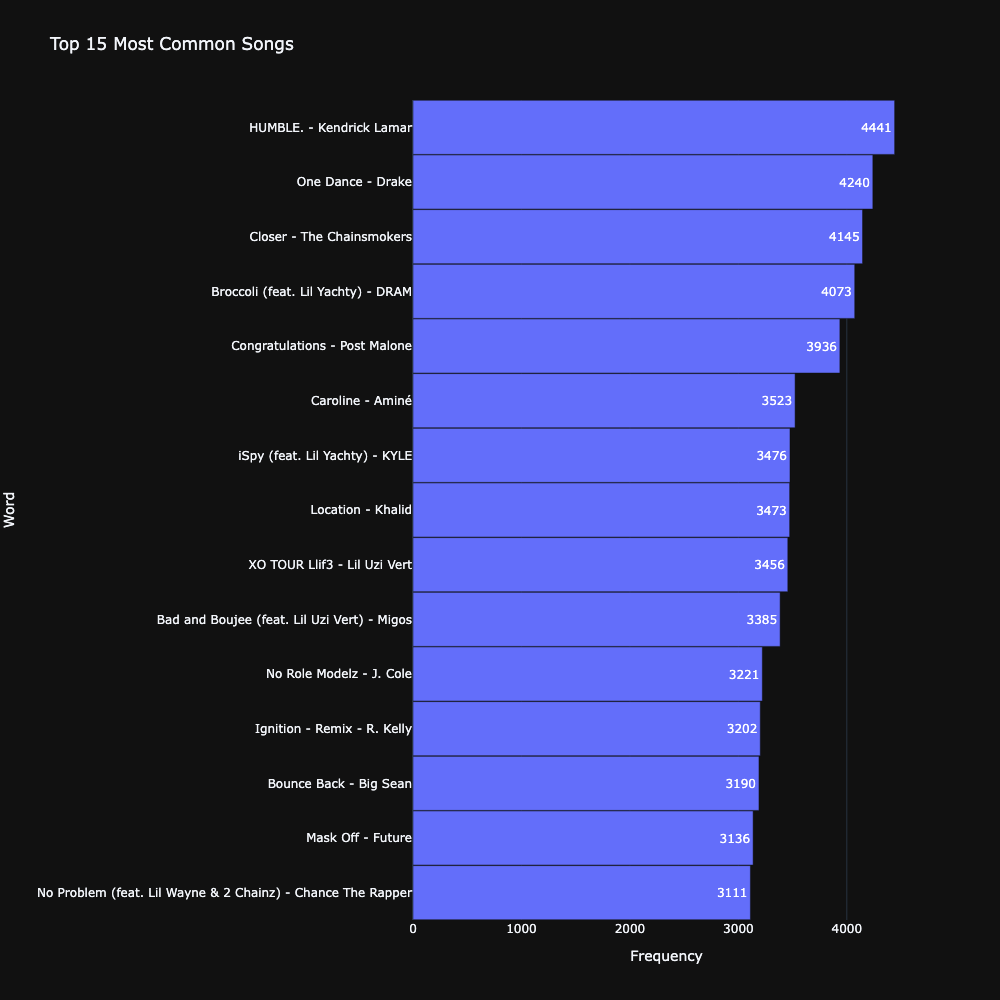 Top 15 Most Common Songs
HUMBLE. - Kendrick Lamar 4441
One Dance - Drake 4240
Closer - The Chainsmokers 4145
Broccoli (feat. Lil Yachty) - DRAM 4073
Congratulations - Post Malone 3936
Caroline - Aminé 3523
iSpy (feat. Lil Yachty) - KYLE 3476
Location - Khalid 3473
XO TOUR Llif3 - Lil Uzi Vert 3456
Bad and Boujee (feat. Lil Uzi Vert) - Migos 3385
No Role Modelz - J. Cole 3221
Ignition - Remix - R. Kelly 3202
Bounce Back - Big Sean 3190
Mask Off - Future 3136
No Problem (feat. Lil Wayne & 2 Chainz) - Chance The Rapper 3111
Word
0 1000 2000 3000 4000
Frequency